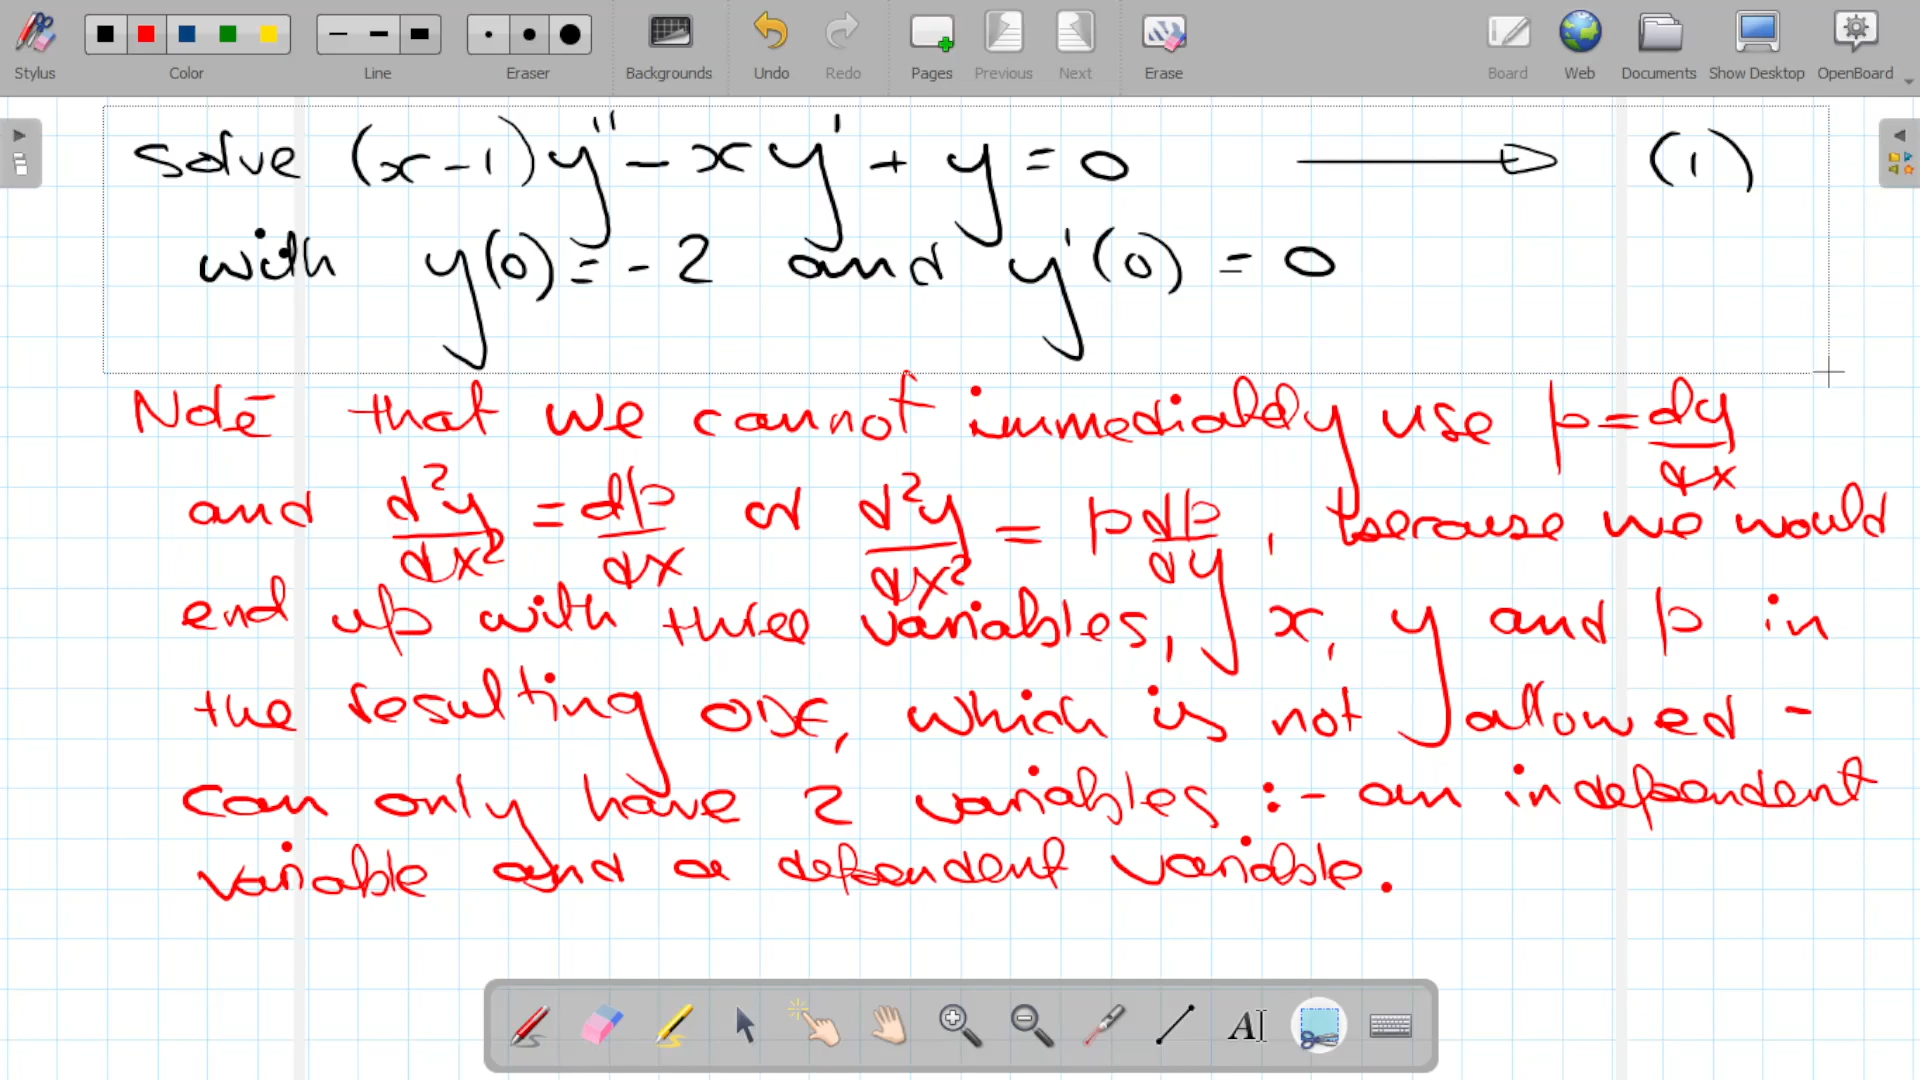 Stylus Color Line Eraser Backgrounds Undo Redo Pages Previous Next Erase Board Web Documents Show Desktop OpenBoard
solve (x-1)y'' - xy' + y = 0 → (1)
with y(0) = -2 and y'(0) = 0
Note that we cannot immediately use p = dy/dx
and d²y/dx² = dp/dx or d²y/dx² = p dp/dy, because we would
end up with three variables, x, y and p in
the resulting ODE, which is not allowed -
can only have 2 variables :- an independent
variable and a dependent variable.